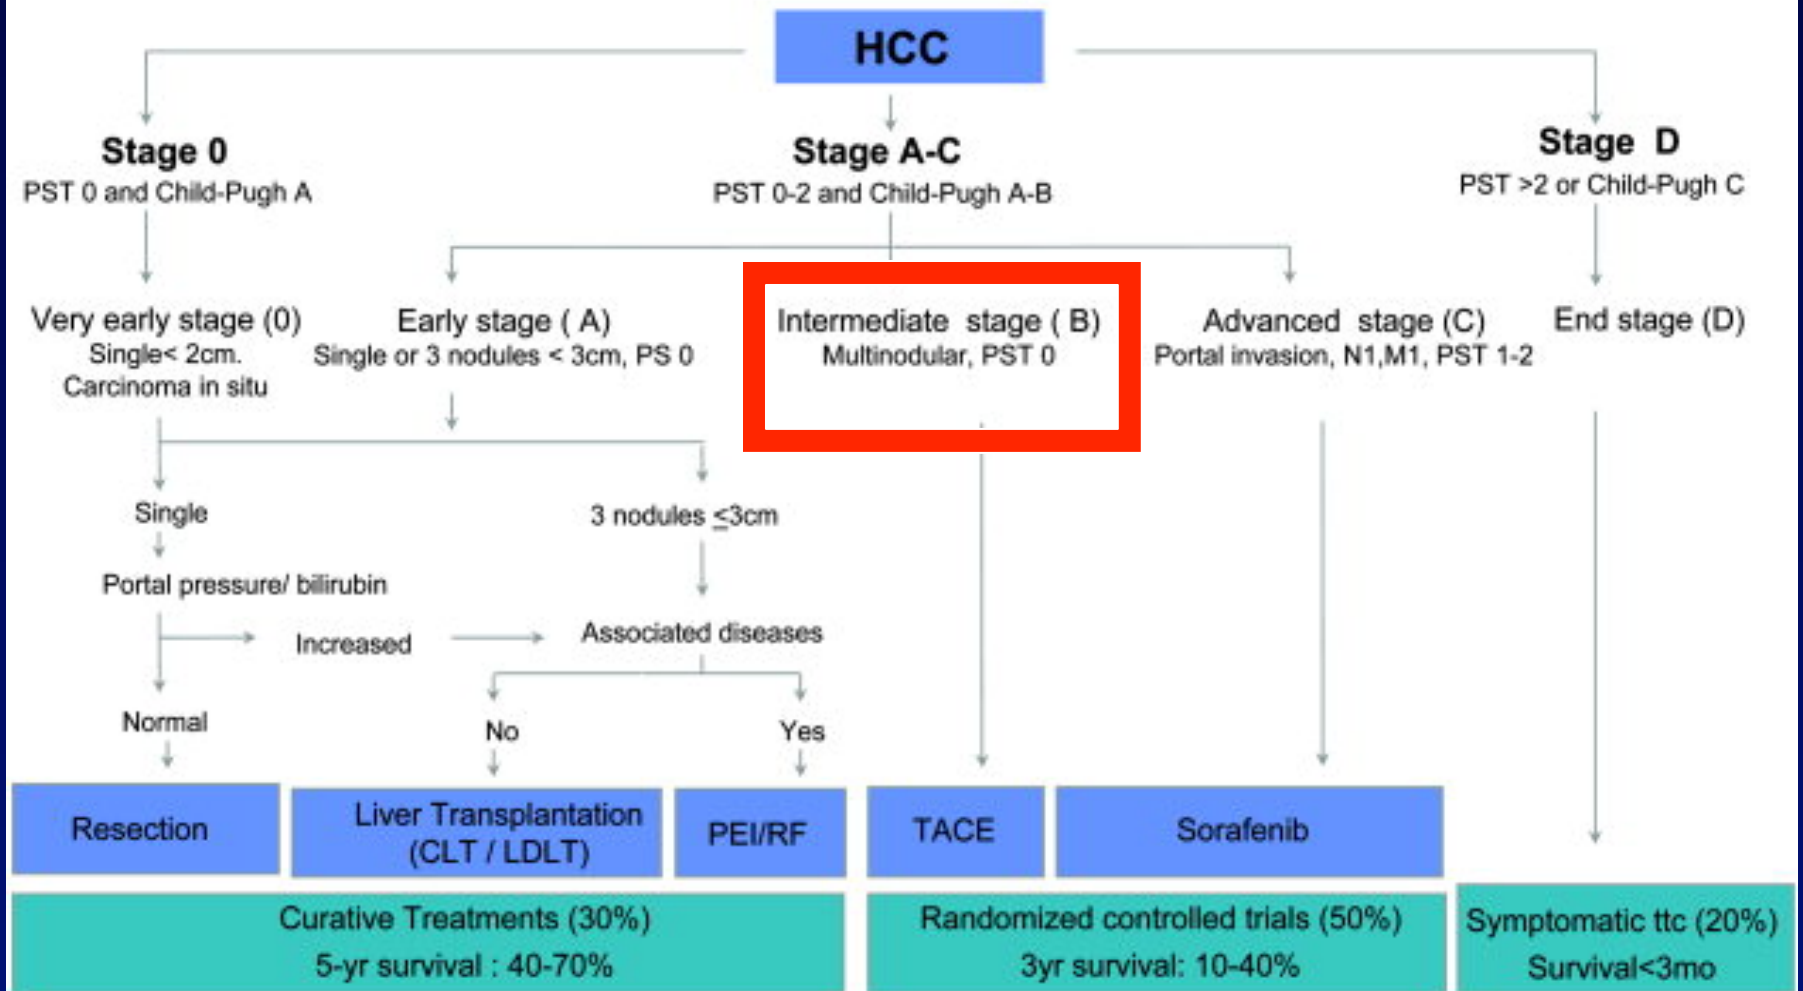 HCC
Stage 0
PST 0 and Child-Pugh A
Stage A-C
PST 0-2 and Child-Pugh A-B
Stage D
PST >2 or Child-Pugh C
Very early stage (0)
Single< 2cm.
Carcinoma in situ
Early stage ( A)
Single or 3 nodules < 3cm, PS 0
Intermediate stage ( B)
Multinodular, PST 0
Advanced stage (C)
Portal invasion, N1,M1, PST 1-2
End stage (D)
Single
3 nodules ≤3cm
Portal pressure/ bilirubin
Increased
Associated diseases
Normal
No
Yes
Resection
Liver Transplantation
(CLT / LDLT)
PEI/RF
TACE
Sorafenib
Curative Treatments (30%)
5-yr survival : 40-70%
Randomized controlled trials (50%)
3yr survival: 10-40%
Symptomatic ttc (20%)
Survival<3mo